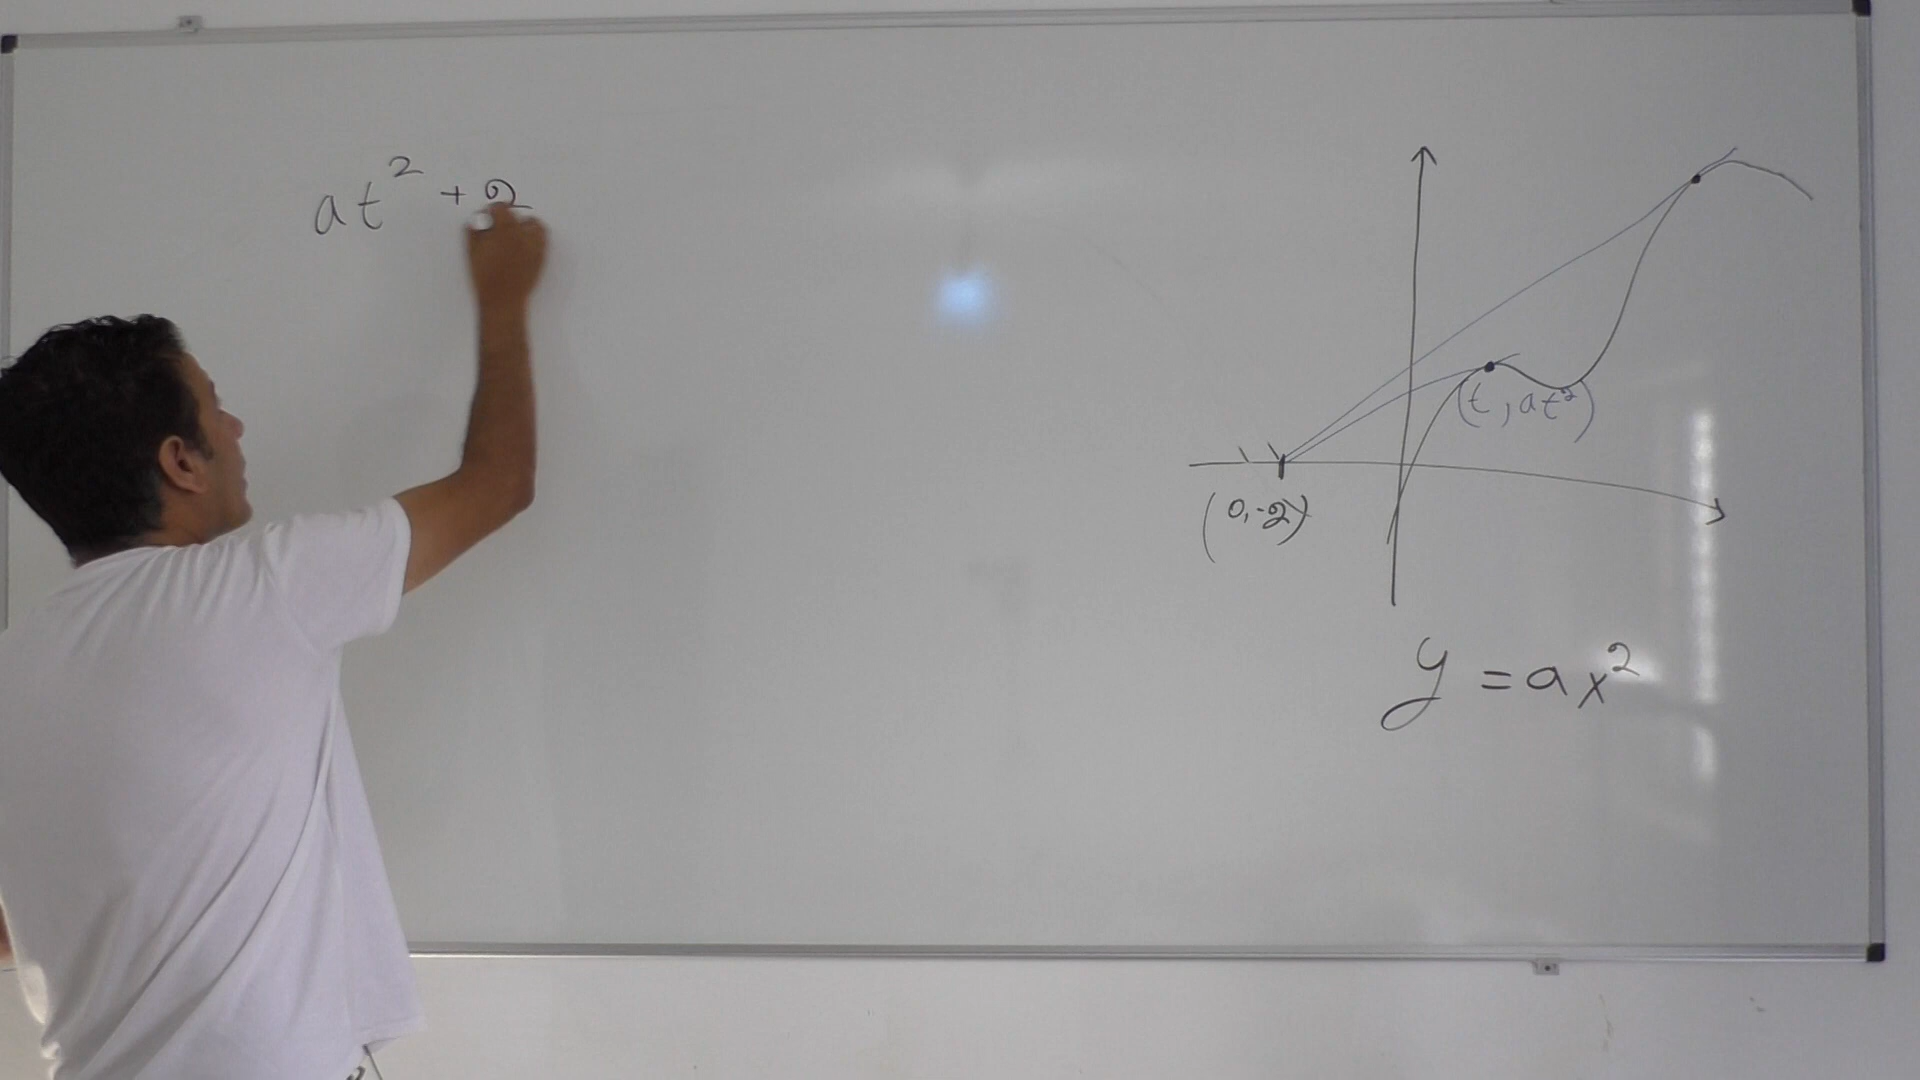 at² + 2
(t, at²)
(0,-2)
y = ax²